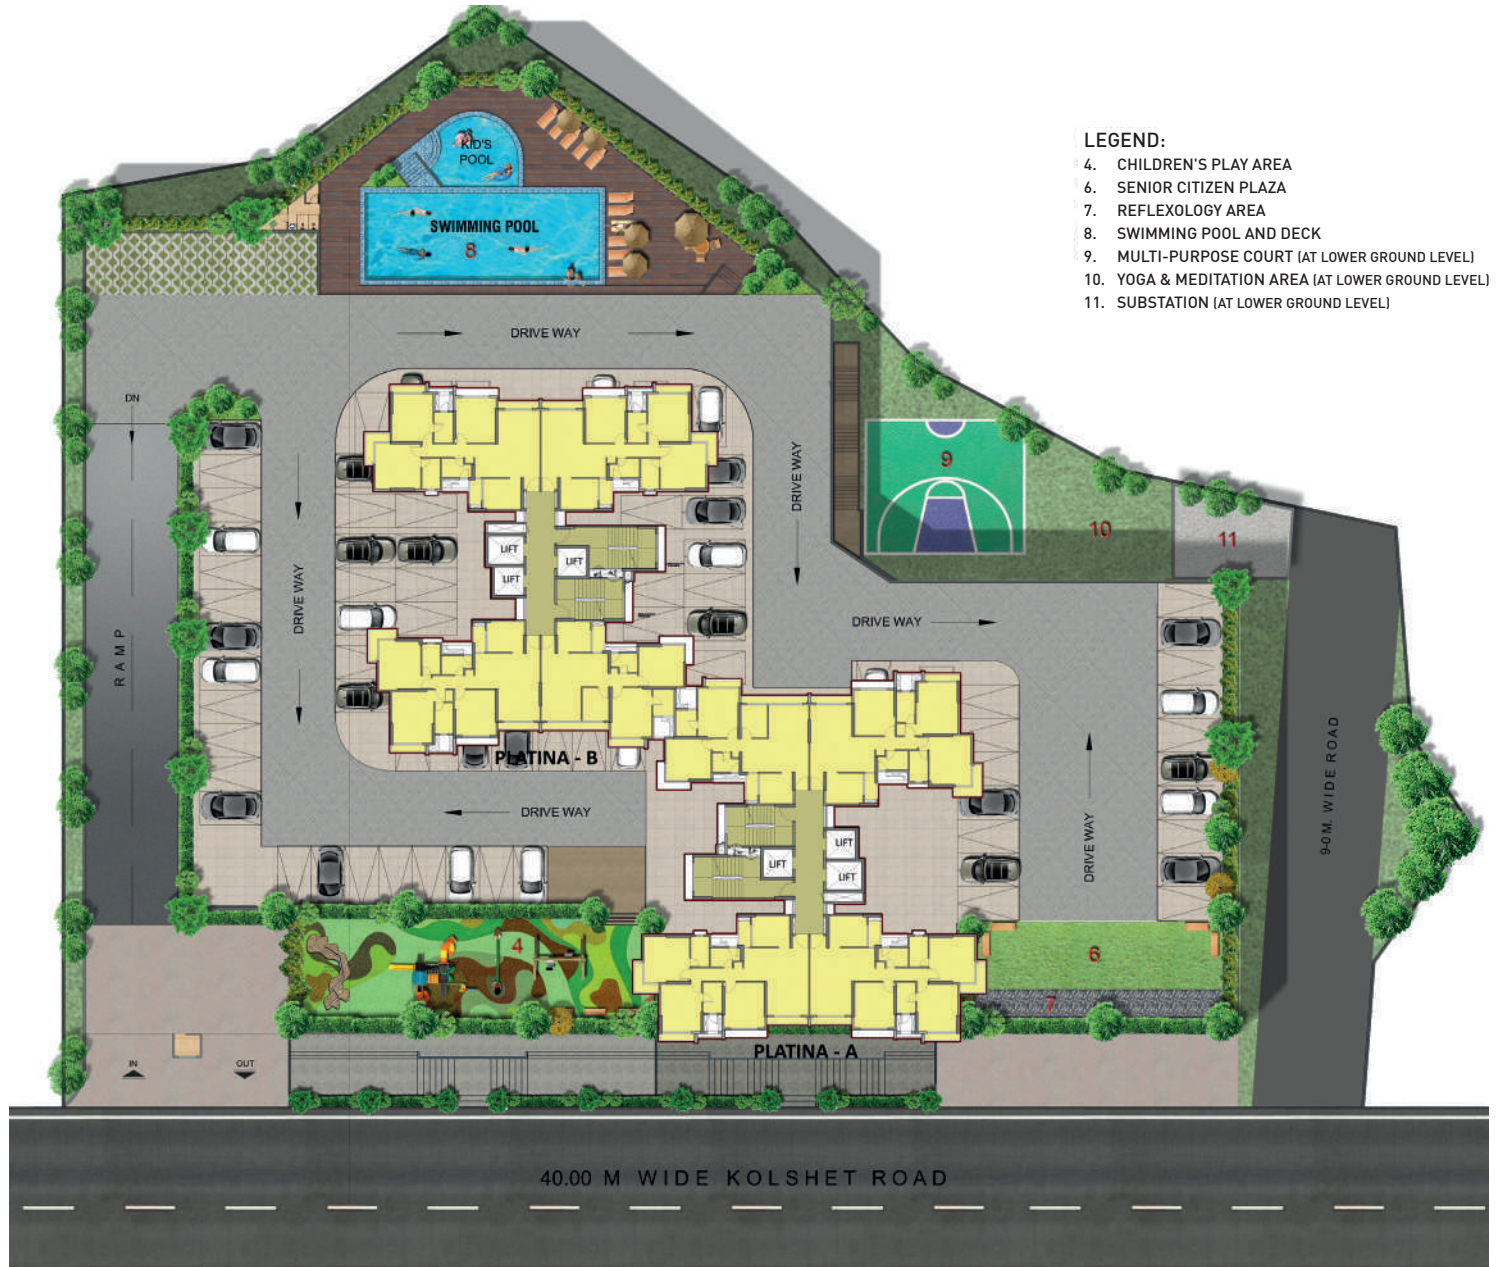 LEGEND:
4. CHILDREN'S PLAY AREA
6. SENIOR CITIZEN PLAZA
7. REFLEXOLOGY AREA
8. SWIMMING POOL AND DECK
9. MULTI-PURPOSE COURT (AT LOWER GROUND LEVEL)
10. YOGA & MEDITATION AREA (AT LOWER GROUND LEVEL)
11. SUBSTATION (AT LOWER GROUND LEVEL)
KID'S
POOL
SWIMMING POOL
8
DRIVE WAY
DN
RAMP
DRIVE WAY
DRIVE WAY
9
10
11
LIFT
LIFT
LIFT
DRIVE WAY
PLATINA - B
DRIVE WAY
9-0 M. WIDE ROAD
DRIVE WAY
LIFT
LIFT
LIFT
4
6
7
PLATINA - A
IN
OUT
40.00 M WIDE KOLSHET ROAD